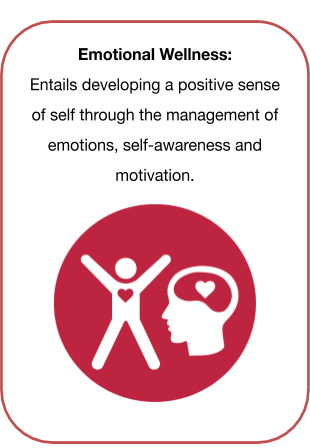 Emotional Wellness:
Entails developing a positive sense
of self through the management of
emotions, self-awareness and
motivation.